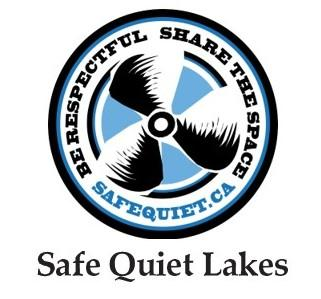 BE RESPECTFUL SHARE THE SPACE
SAFEQUIET.CA
Safe Quiet Lakes